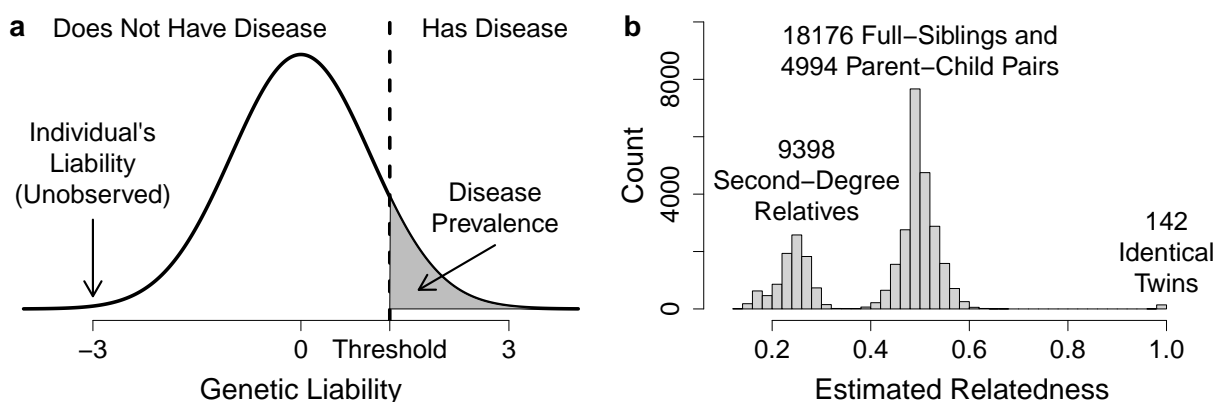 a
Does Not Have Disease
Has Disease
Individual's
Liability
(Unobserved)
Disease
Prevalence
−3
0
Threshold
3
Genetic Liability
b
18176 Full−Siblings and
4994 Parent−Child Pairs
9398
Second−Degree
Relatives
142
Identical
Twins
Count
0
4000
8000
0.2
0.4
0.6
0.8
1.0
Estimated Relatedness